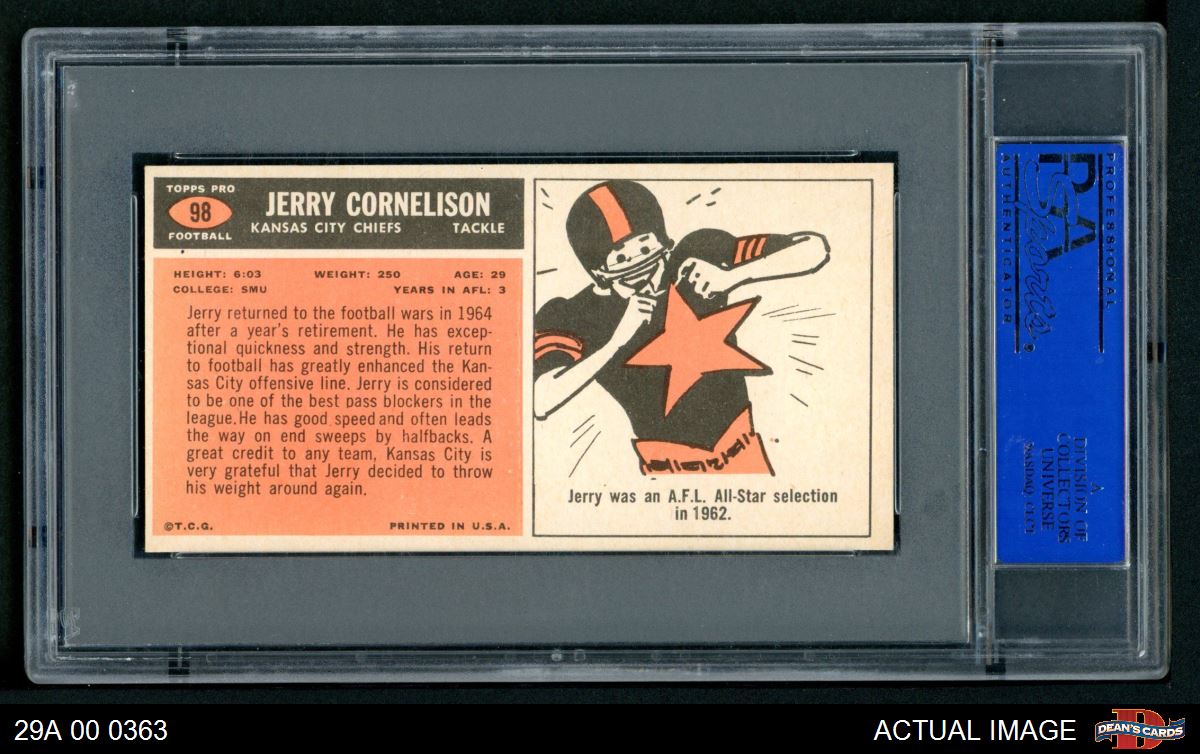 TOPPS PRO
98
FOOTBALL
JERRY CORNELISON
KANSAS CITY CHIEFS TACKLE
HEIGHT: 6:03 WEIGHT: 250 AGE: 29
COLLEGE: SMU YEARS IN AFL: 3
Jerry returned to the football wars in 1964
after a year's retirement. He has excep-
tional quickness and strength. His return
to football has greatly enhanced the Kan-
sas City offensive line. Jerry is considered
to be one of the best pass blockers in the
league. He has good speed and often leads
the way on end sweeps by halfbacks. A
great credit to any team, Kansas City is
very grateful that Jerry decided to throw
his weight around again.
©T.C.G. PRINTED IN U.S.A.
Jerry was an A.F.L. All-Star selection
in 1962.
PROFESSIONAL
PSA
Sports
AUTHENTICATOR
A
DIVISION OF
COLLECTORS
UNIVERSE
NASDAQ: CLCT
29A 00 0363
ACTUAL IMAGE
DEAN'S CARDS